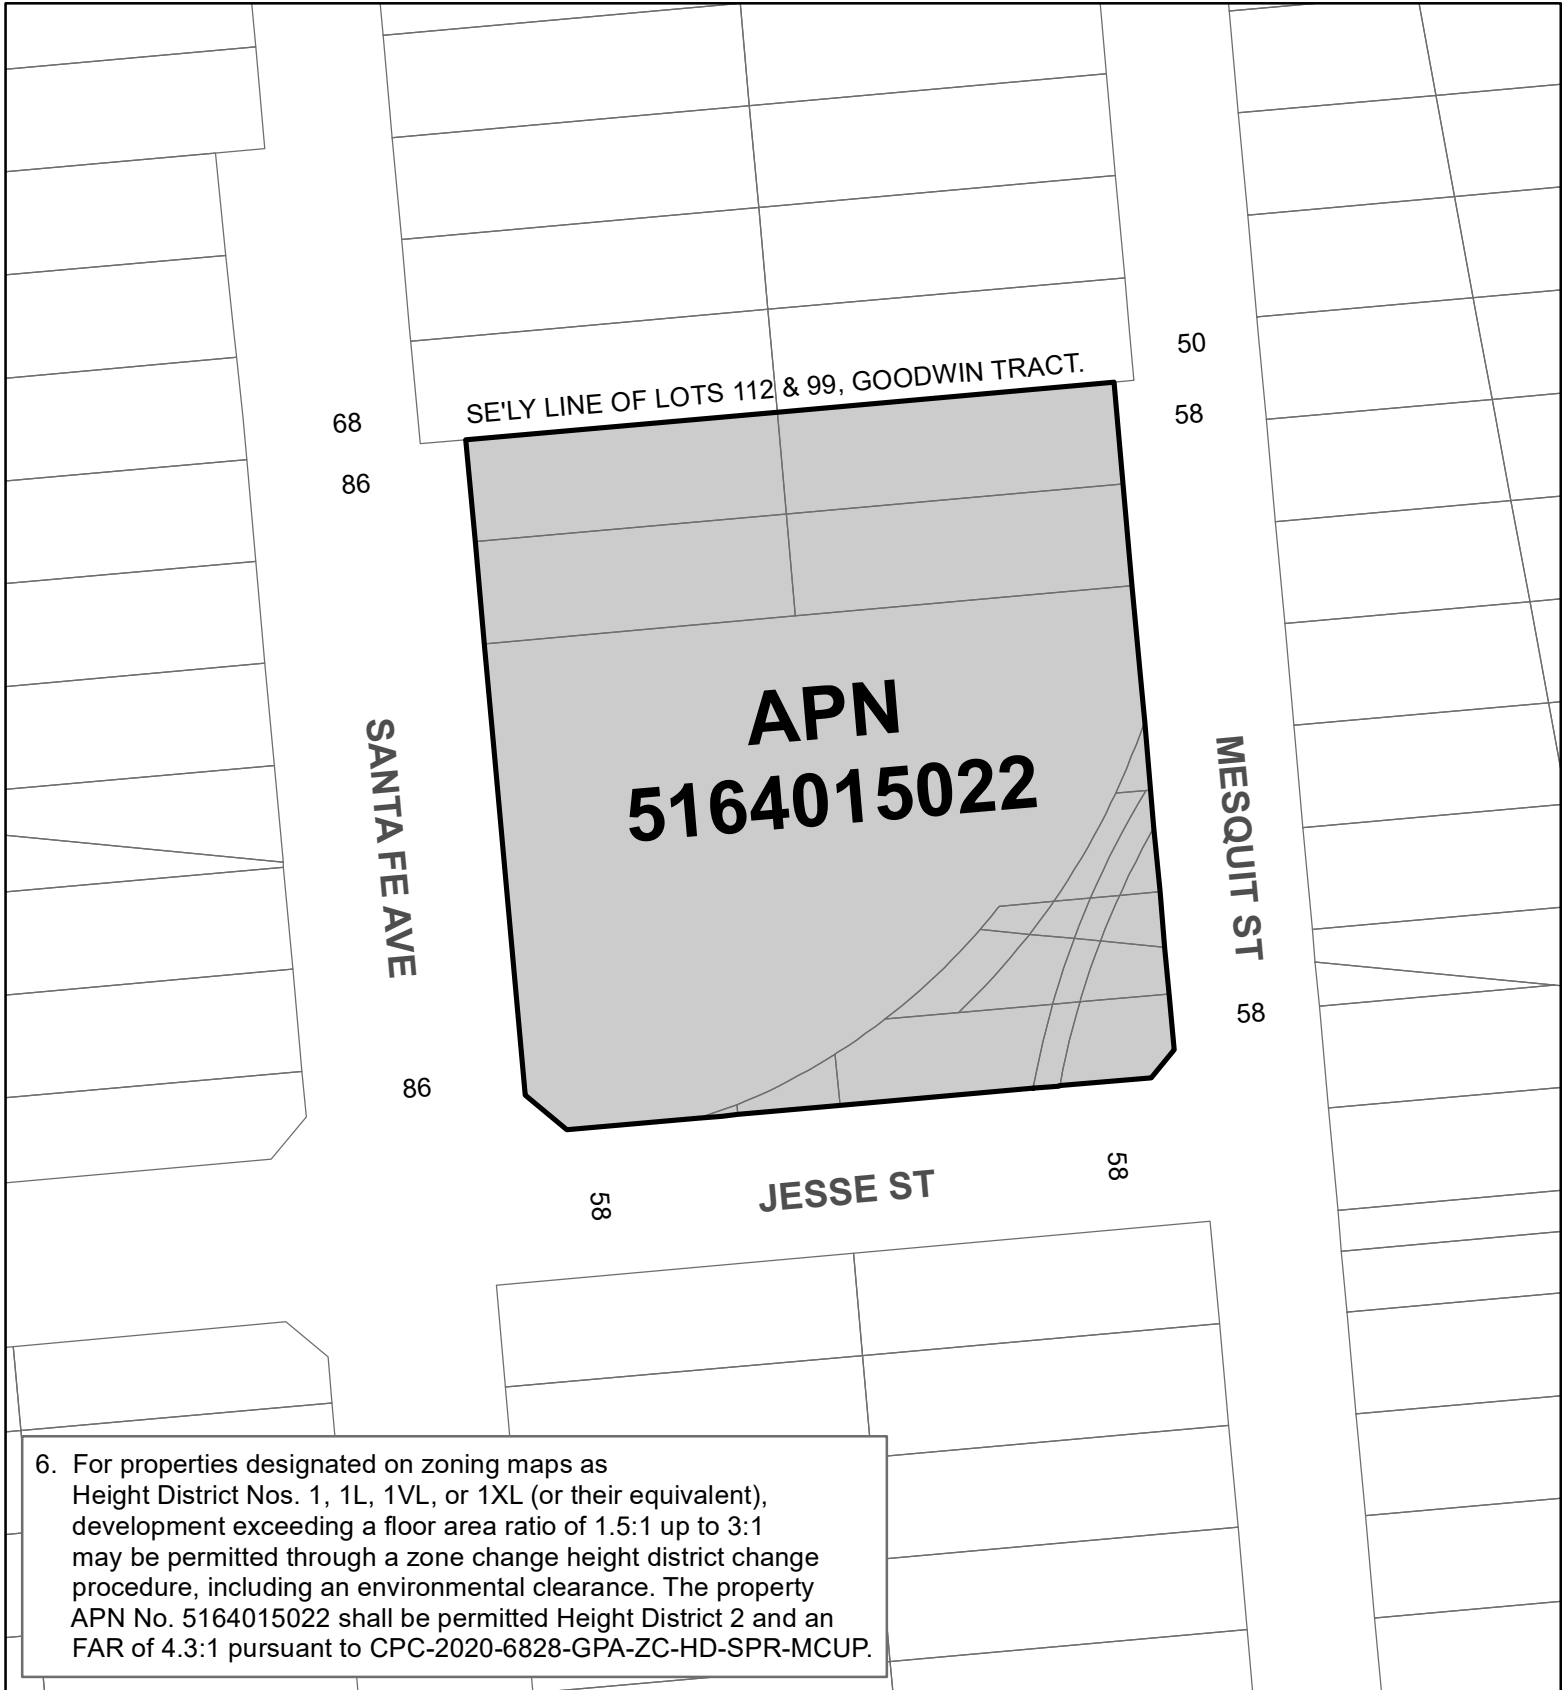 50
SE'LY LINE OF LOTS 112 & 99, GOODWIN TRACT.
68
58
86
APN
5164015022
SANTA FE AVE
MESQUIT ST
58
86
58
JESSE ST
58
6. For properties designated on zoning maps as
Height District Nos. 1, 1L, 1VL, or 1XL (or their equivalent),
development exceeding a floor area ratio of 1.5:1 up to 3:1
may be permitted through a zone change height district change
procedure, including an environmental clearance. The property
APN No. 5164015022 shall be permitted Height District 2 and an
FAR of 4.3:1 pursuant to CPC-2020-6828-GPA-ZC-HD-SPR-MCUP.